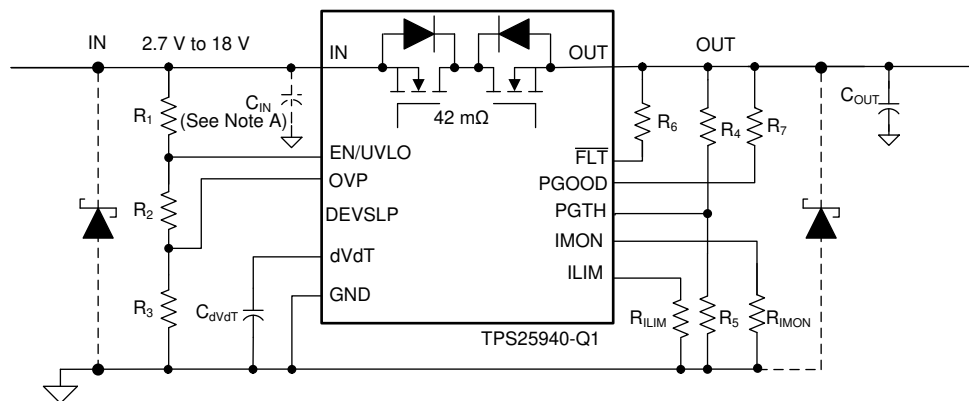 IN
2.7 V to 18 V
IN
OUT
OUT
42 mΩ
R1
CIN
(See Note A)
R6
R4
R7
COUT
EN/UVLO
FLT
OVP
PGOOD
R2
DEVSLP
PGTH
IMON
dVdT
ILIM
R3
CdVdT
GND
RILIM
R5
RIMON
TPS25940-Q1